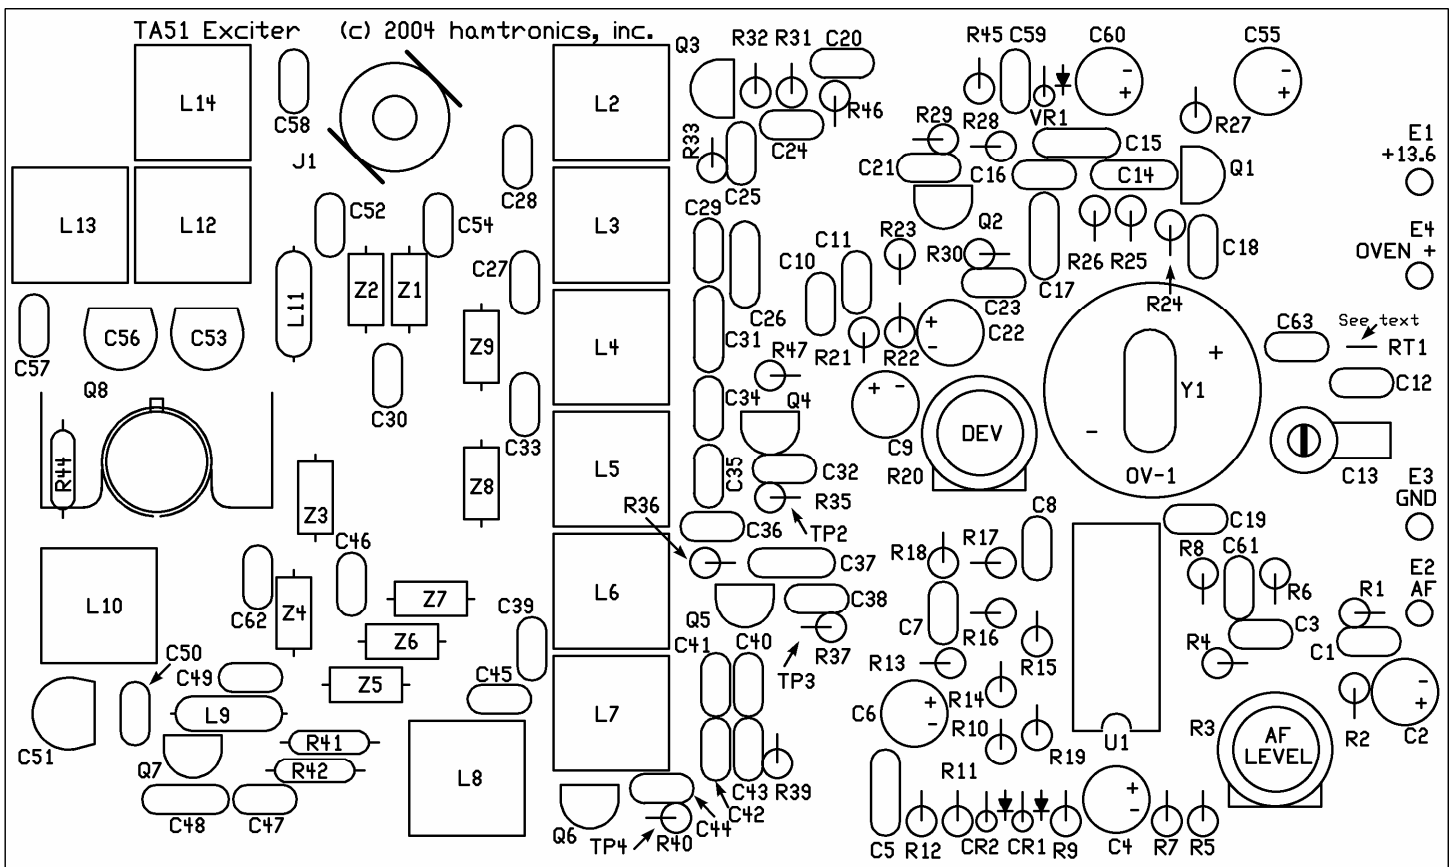 TA51 Exciter (c) 2004 hamtronics, inc.
Q3 R32 R31 C20 R45 C59 C60 C55
L14 C58 J1 L2 R46 VR1 R27
R33 C24 R29 R28 C15 E1
+13.6
C28 C25 C21 C16 C14 Q1
L13 L12 C52 C54 L3 C29 Q2 C18 E4
OVEN +
C27 C10 C11 R23 R30 R26 R25
L11 Z2 Z1 C26 C23 C17 R24
C57 C56 C53 Z9 L4 C31 R21 R22 C22 C63 See text
RT1
Q8 C30 R47 Y1 C12
+ -
+ -
+ -
C33 C34 Q4 C9 DEV
R44 Z8 L5 C35 C32 R20 OV-1 C13 E3
GND
Z3 R36 R35 C8
C36 TP2 C19
C46 R18 R17 R8 C61 E2
AF
L10 C62 Z4 Z7 C39 L6 C37 R6 R1
Z6 Q5 C38 C7 R16 C3
C50 C41 C40 R37 R15 R4 C1
C49 Z5 C45 TP3 R13
C51 L9 L7 C6 R14 R3 R2 C2
+ -
+ -
Q7 R41 R10 R19 U1 AF
LEVEL
R42 L8 C43 R39 R11
C48 C47 Q6 C44 C42
+ -
TP4 R40 C5 R12 CR2 CR1 R9 C4 R7 R5